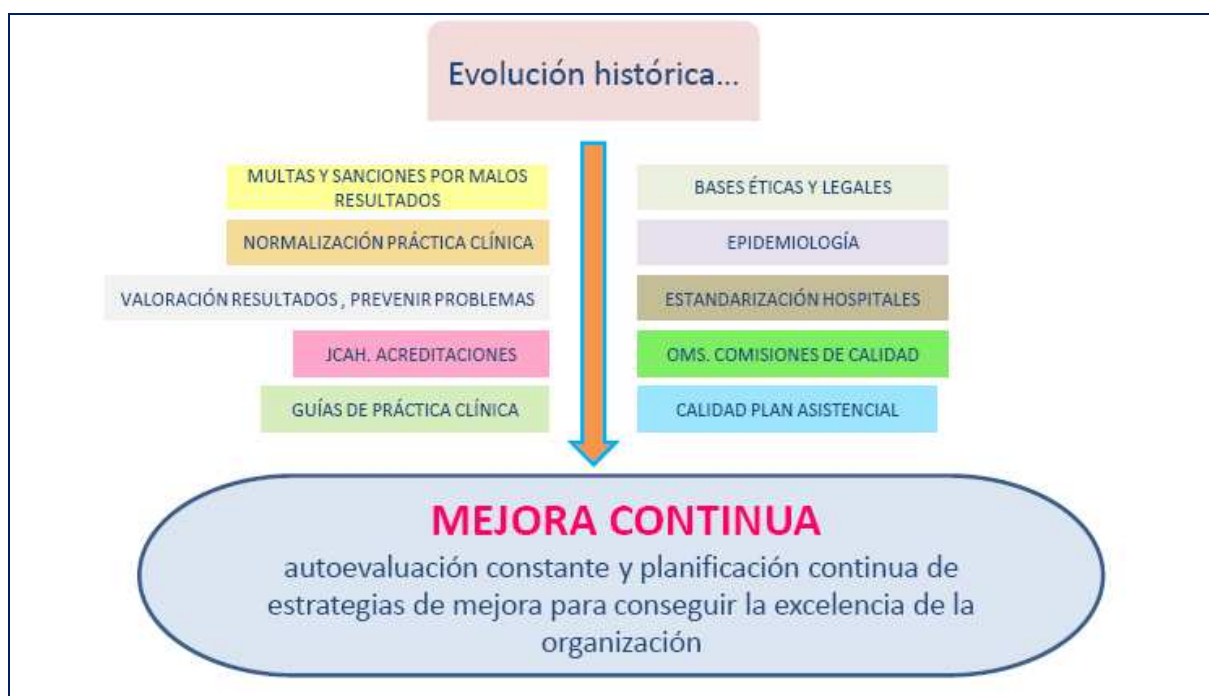 Evolución histórica...
MULTAS Y SANCIONES POR MALOS
RESULTADOS
BASES ÉTICAS Y LEGALES
NORMALIZACIÓN PRÁCTICA CLÍNICA
EPIDEMIOLOGÍA
VALORACIÓN RESULTADOS , PREVENIR PROBLEMAS
ESTANDARIZACIÓN HOSPITALES
JCAH. ACREDITACIONES
OMS. COMISIONES DE CALIDAD
GUÍAS DE PRÁCTICA CLÍNICA
CALIDAD PLAN ASISTENCIAL
MEJORA CONTINUA
autoevaluación constante y planificación continua de
estrategias de mejora para conseguir la excelencia de la
organización